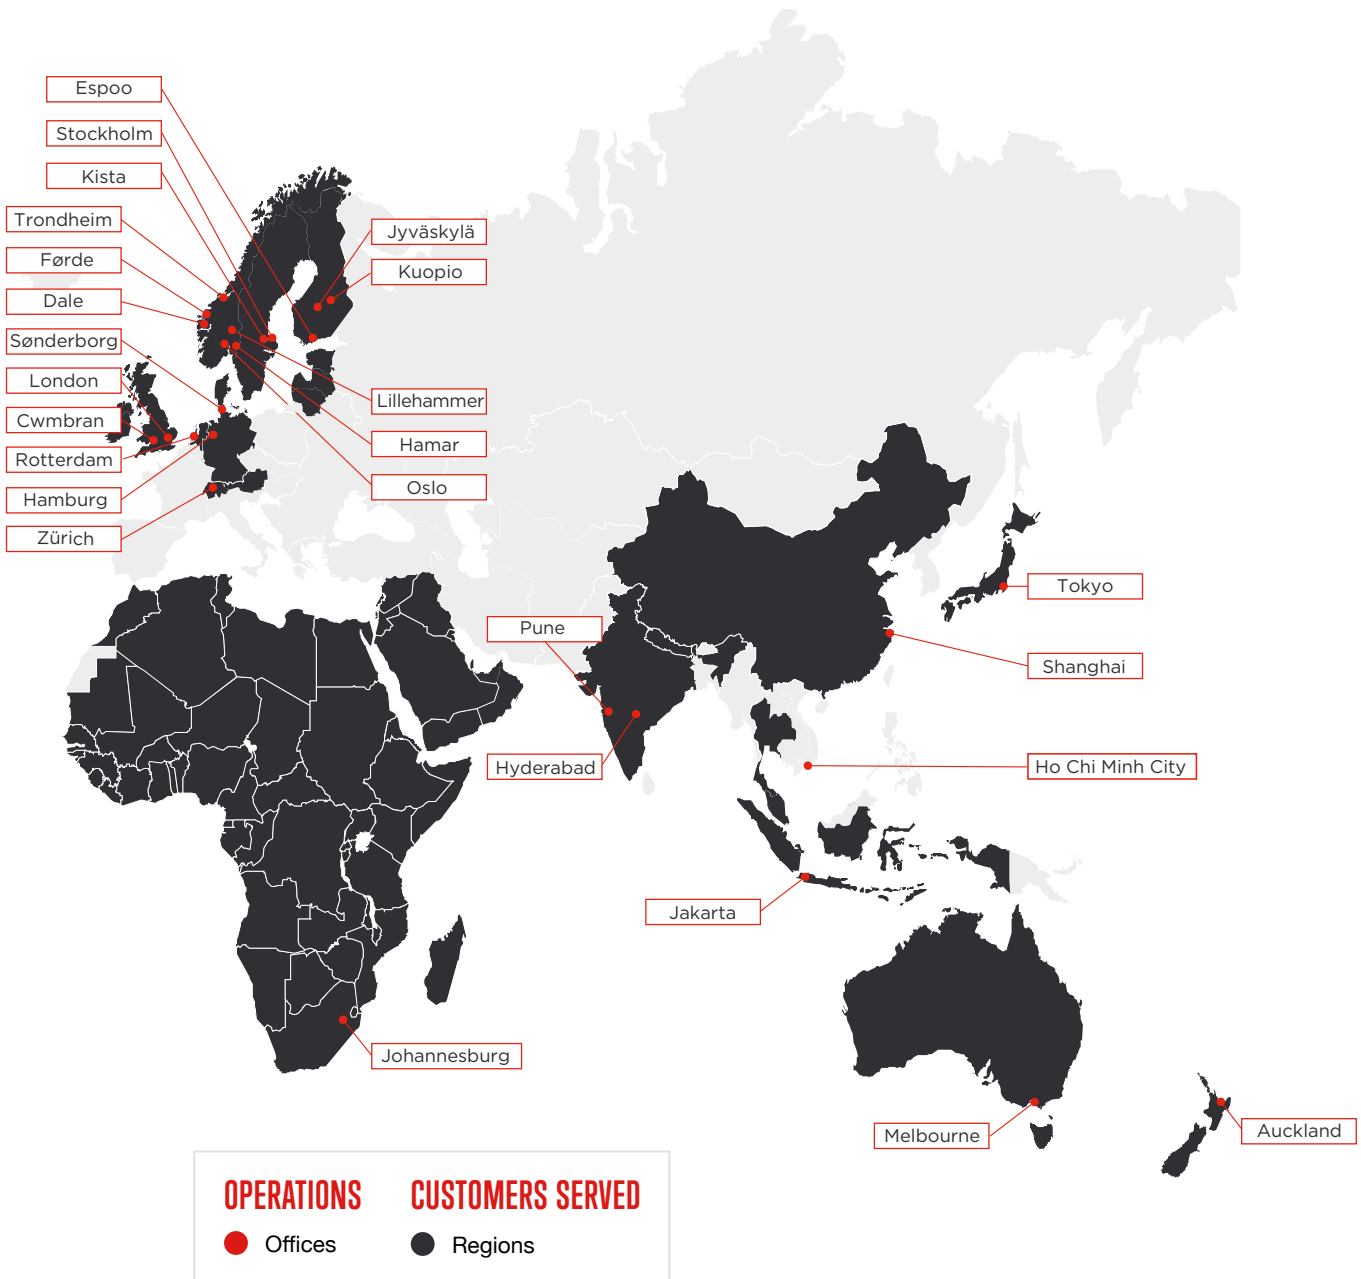 Espoo
Stockholm
Kista
Trondheim
Førde
Dale
Sønderborg
London
Cwmbran
Rotterdam
Hamburg
Zürich
Jyväskylä
Kuopio
Lillehammer
Hamar
Oslo
Pune
Hyderabad
Tokyo
Shanghai
Ho Chi Minh City
Jakarta
Johannesburg
Melbourne
Auckland
OPERATIONS
Offices
CUSTOMERS SERVED
Regions